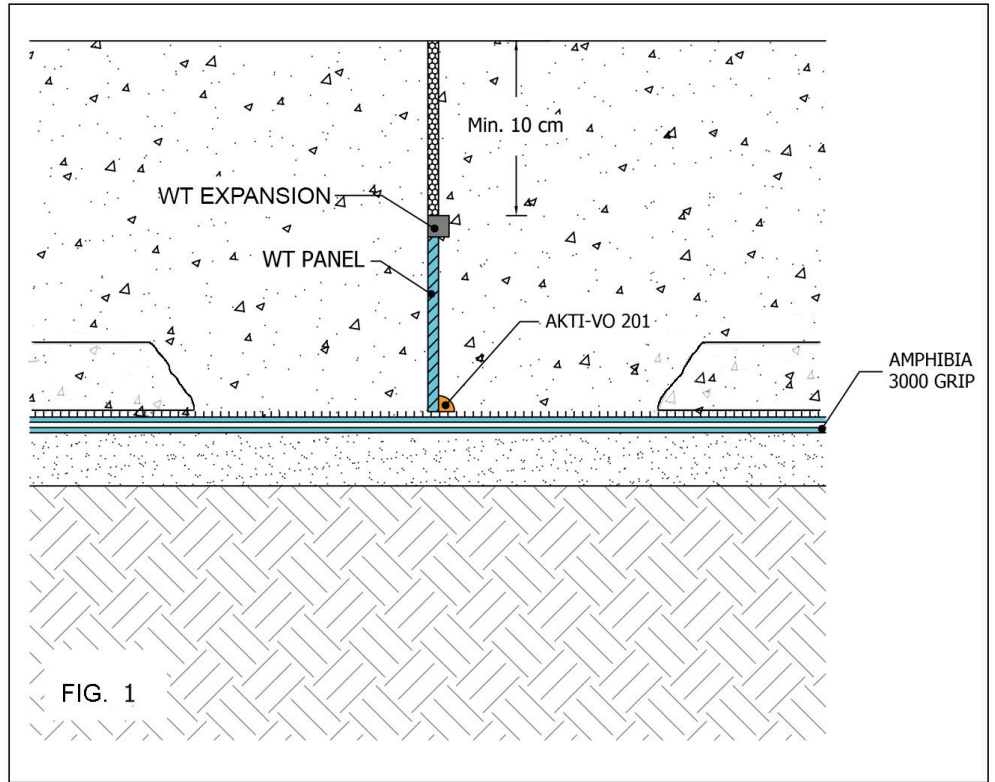 Min. 10 cm
WT EXPANSION
WT PANEL
AKTI-VO 201
AMPHIBIA
3000 GRIP
FIG. 1